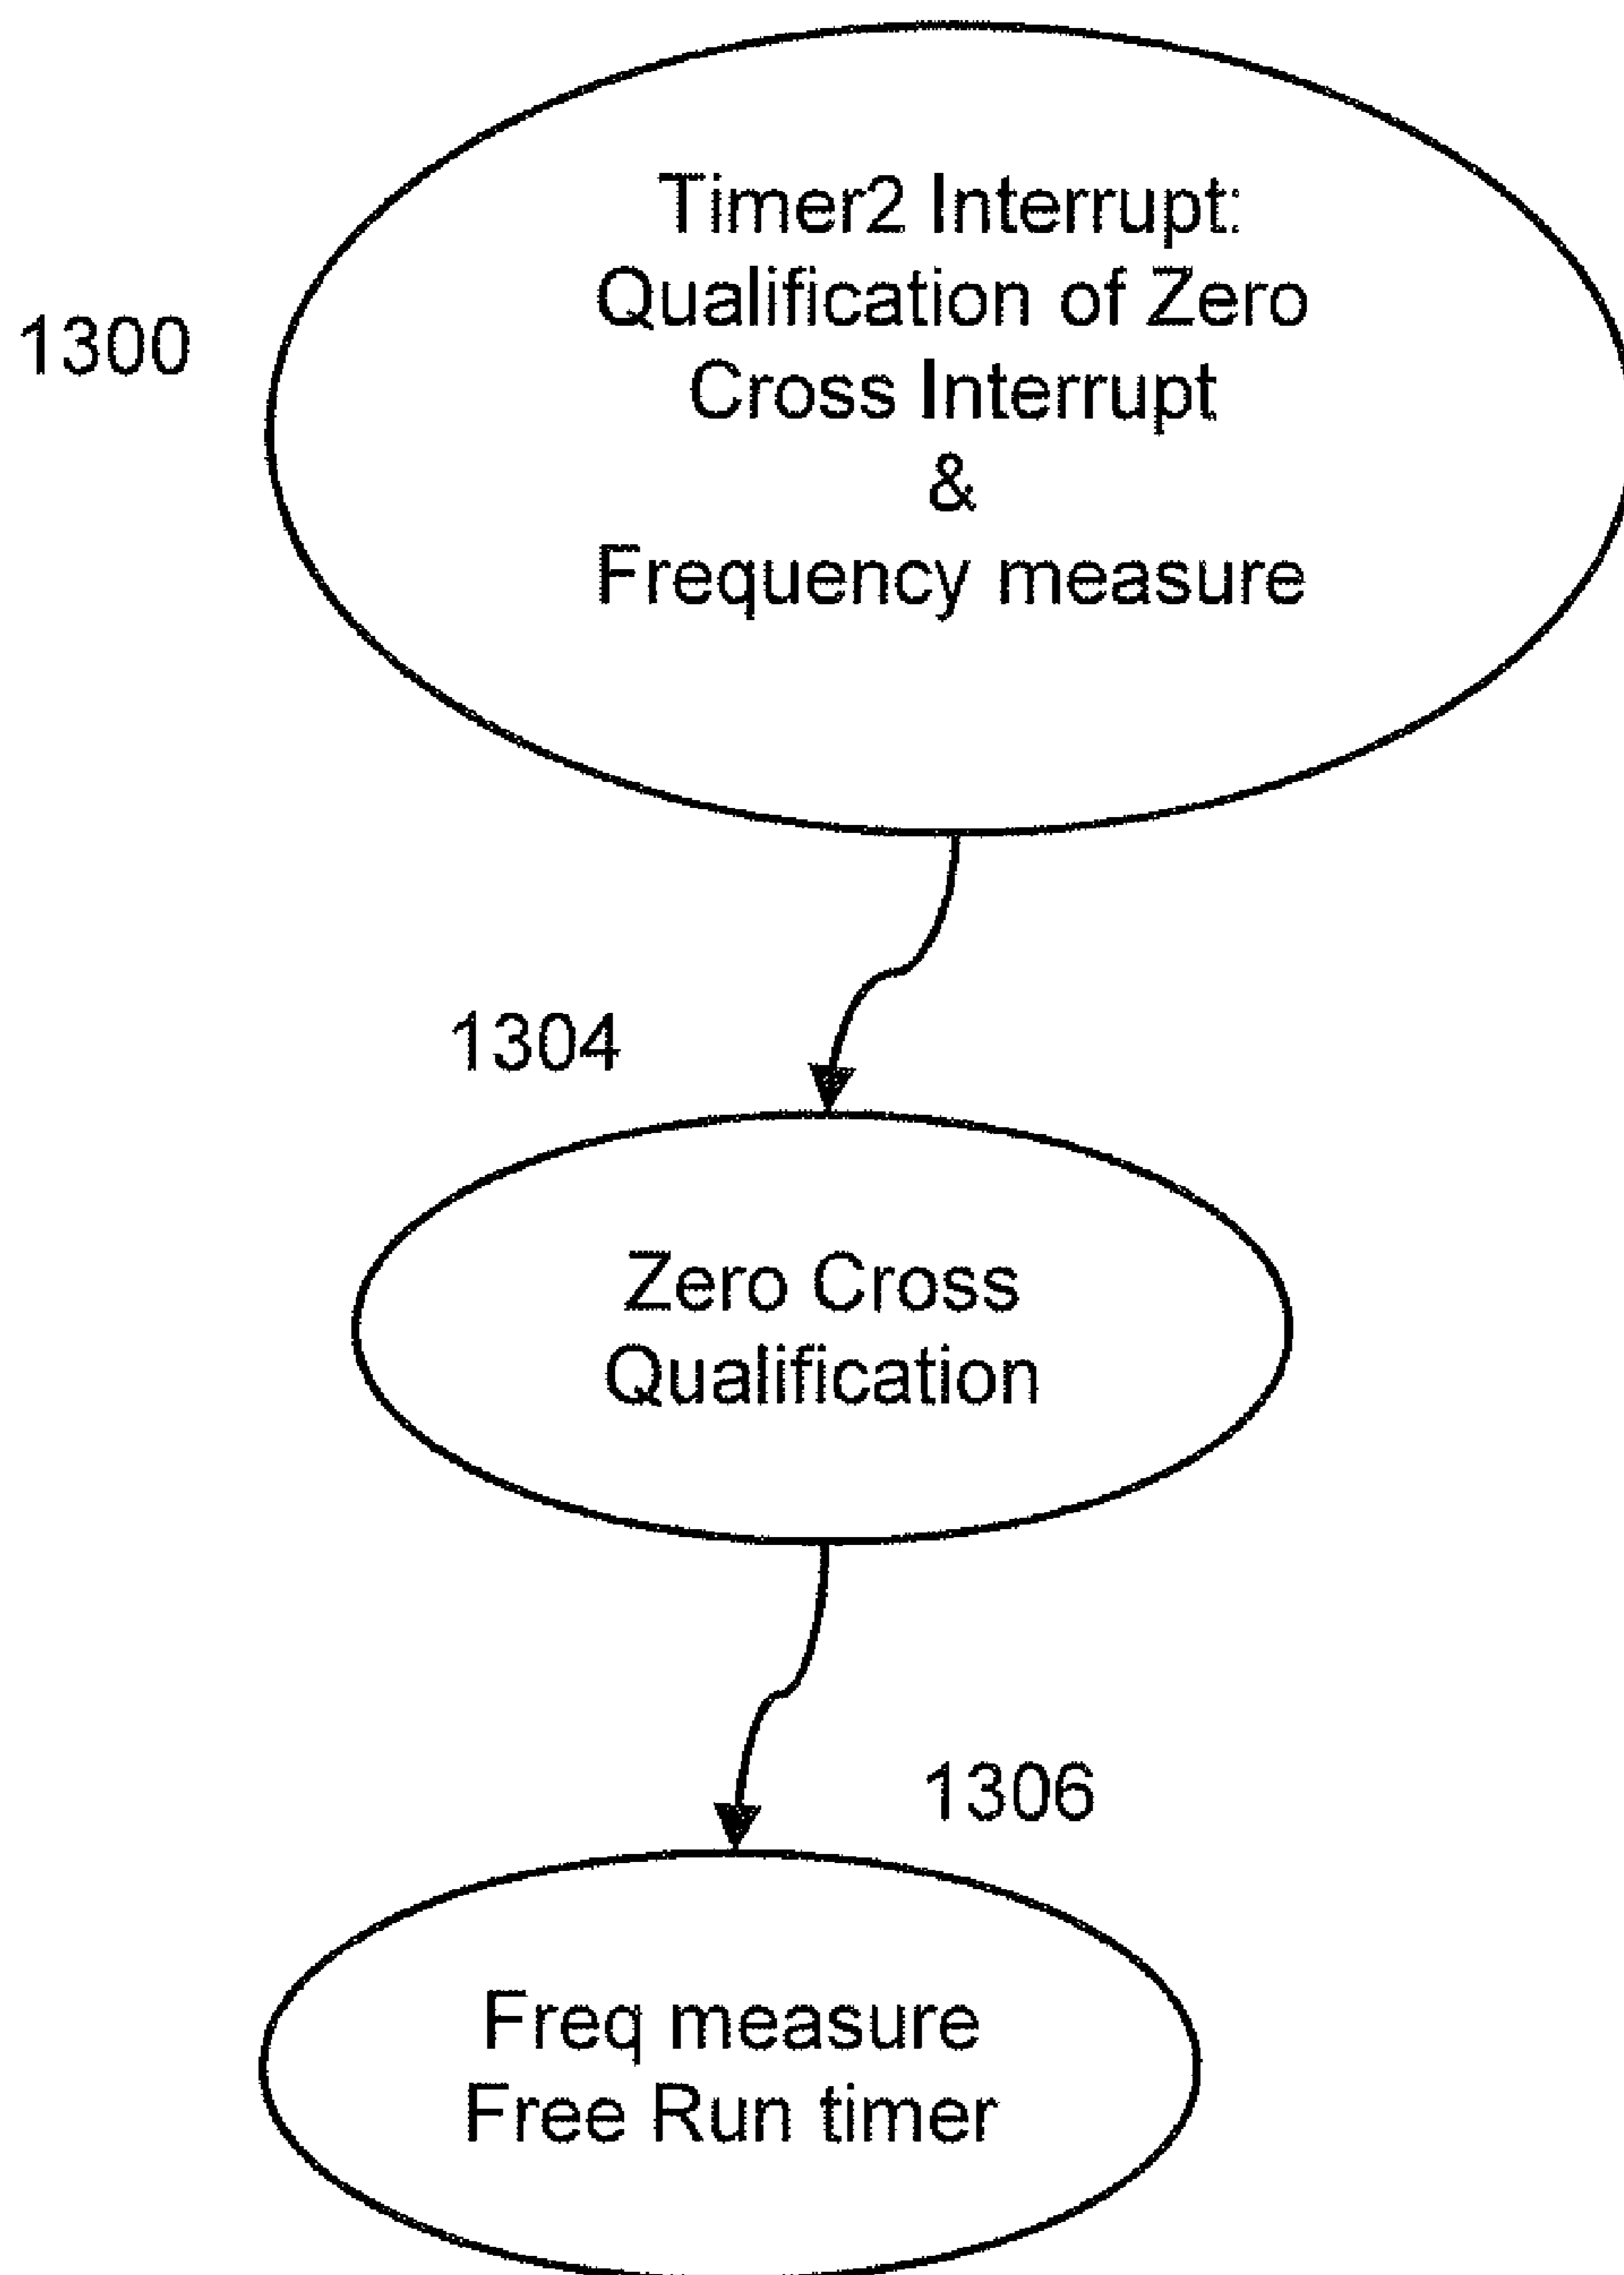 Timer2 Interrupt:
Qualification of Zero
1300
Cross Interrupt
&
Frequency measure
1304
Zero Cross
Qualification
1306
Freq measure
Free Run timer